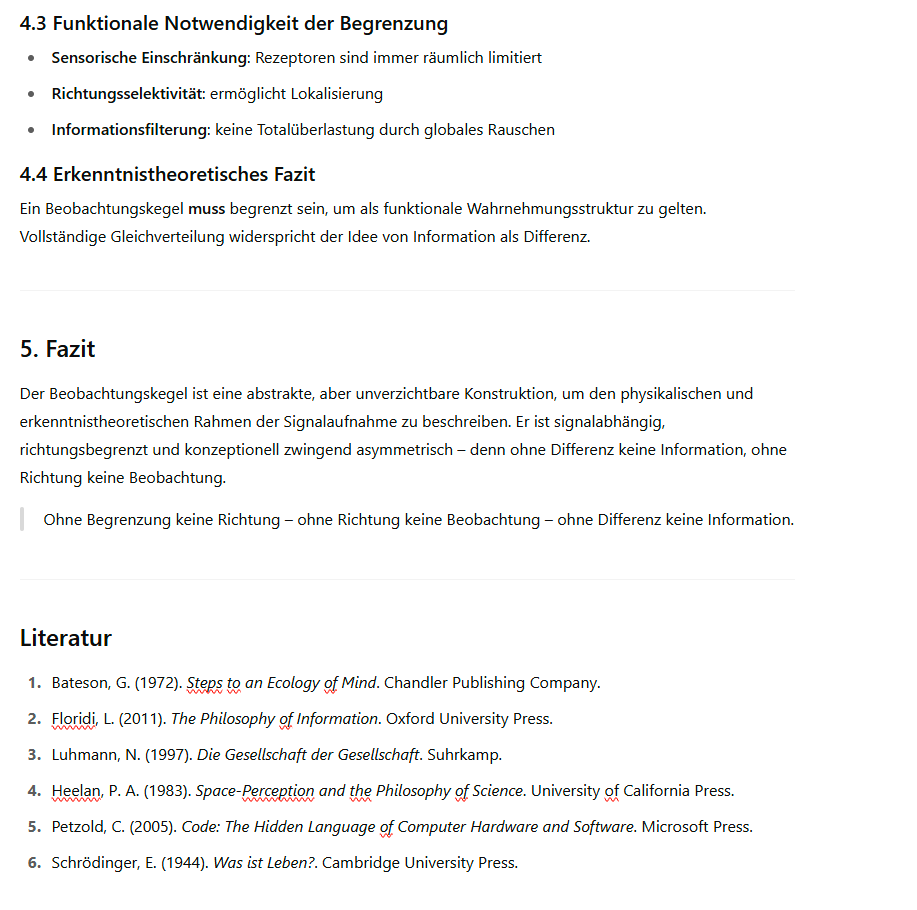 4.3 Funktionale Notwendigkeit der Begrenzung
• Sensorische Einschränkung: Rezeptoren sind immer räumlich limitiert
• Richtungsselektivität: ermöglicht Lokalisierung
• Informationsfilterung: keine Totalüberlastung durch globales Rauschen
4.4 Erkenntnistheoretisches Fazit
Ein Beobachtungskegel muss begrenzt sein, um als funktionale Wahrnehmungsstruktur zu gelten.
Vollständige Gleichverteilung widerspricht der Idee von Information als Differenz.
5. Fazit
Der Beobachtungskegel ist eine abstrakte, aber unverzichtbare Konstruktion, um den physikalischen und
erkenntnistheoretischen Rahmen der Signalaufnahme zu beschreiben. Er ist signalabhängig,
richtungsbegrenzt und konzeptionell zwingend asymmetrisch – denn ohne Differenz keine Information, ohne
Richtung keine Beobachtung.
Ohne Begrenzung keine Richtung – ohne Richtung keine Beobachtung – ohne Differenz keine Information.
Literatur
1. Bateson, G. (1972). Steps to an Ecology of Mind. Chandler Publishing Company.
2. Floridi, L. (2011). The Philosophy of Information. Oxford University Press.
3. Luhmann, N. (1997). Die Gesellschaft der Gesellschaft. Suhrkamp.
4. Heelan, P. A. (1983). Space-Perception and the Philosophy of Science. University of California Press.
5. Petzold, C. (2005). Code: The Hidden Language of Computer Hardware and Software. Microsoft Press.
6. Schrödinger, E. (1944). Was ist Leben?. Cambridge University Press.